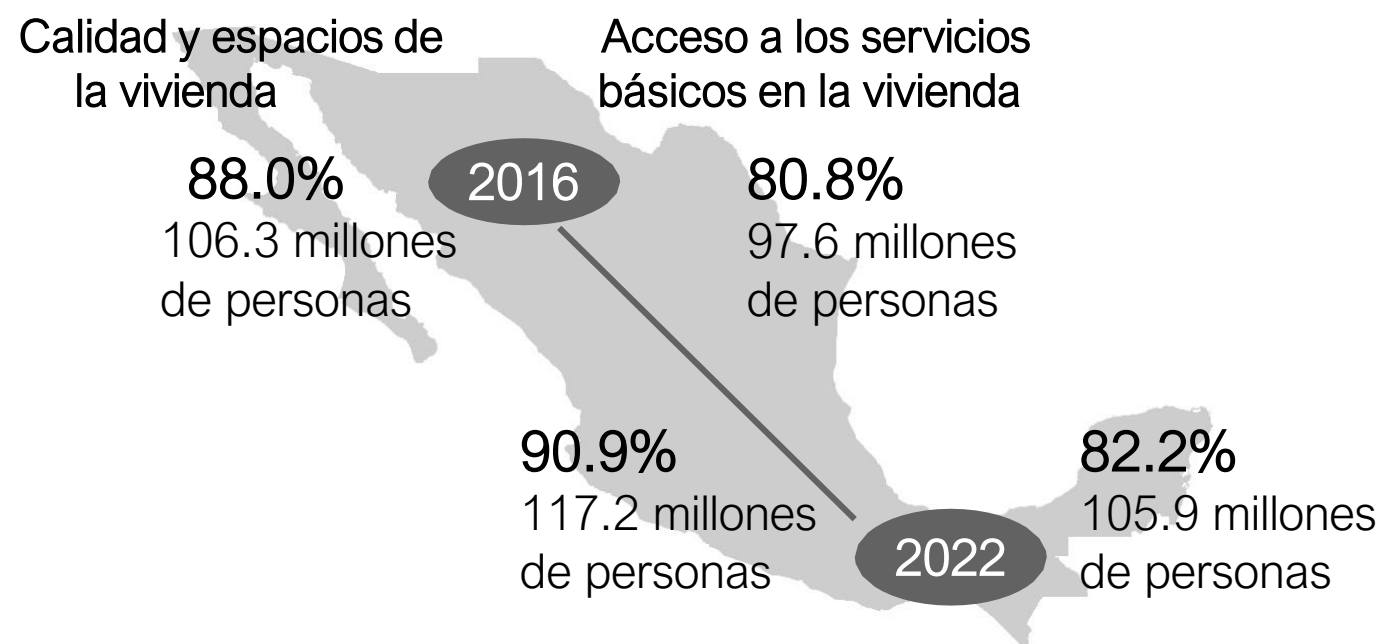 Calidad y espacios de
la vivienda
Acceso a los servicios
básicos en la vivienda
88.0%
106.3 millones
de personas
2016
80.8%
97.6 millones
de personas
90.9%
117.2 millones
de personas
2022
82.2%
105.9 millones
de personas